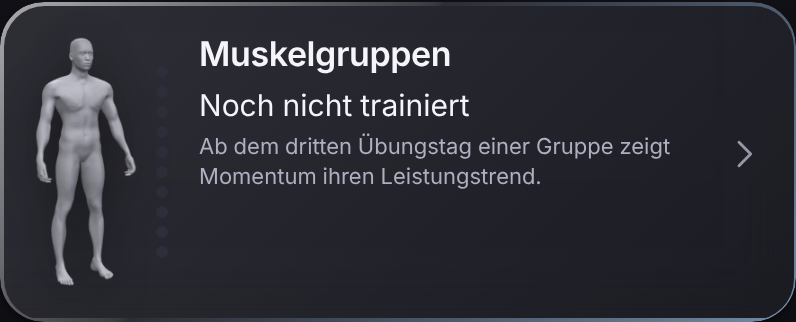 Muskelgruppen
Noch nicht trainiert
Ab dem dritten Übungstag einer Gruppe zeigt
Momentum ihren Leistungstrend.